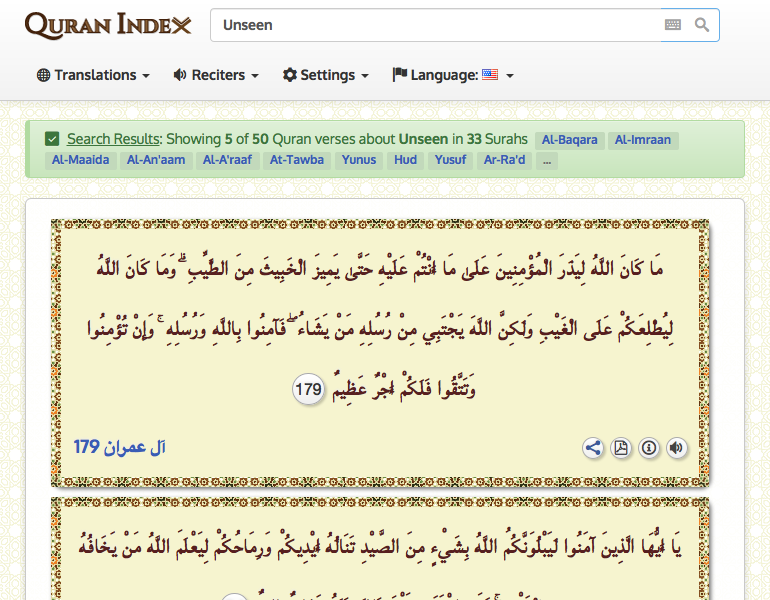 QURAN INDEX
Unseen
Translations Reciters Settings Language:
Search Results: Showing 5 of 50 Quran verses about Unseen in 33 Surahs Al-Baqara Al-Imraan
Al-Maaida Al-An'aam Al-A'raaf At-Tawba Yunus Hud Yusuf Ar-Ra'd ...
مَا كَانَ اللَّهُ لِيَذَرَ الْمُؤْمِنِينَ عَلَىٰ مَا أَنْتُمْ عَلَيْهِ حَتَّىٰ يَمِيزَ الْخَبِيثَ مِنَ الطَّيِّبِ ۗ وَمَا كَانَ اللَّهُ
لِيُطْلِعَكُمْ عَلَى الْغَيْبِ وَلَٰكِنَّ اللَّهَ يَجْتَبِي مِنْ رُسُلِهِ مَنْ يَشَاءُ ۖ فَآمِنُوا بِاللَّهِ وَرُسُلِهِ ۚ وَإِنْ تُؤْمِنُوا
وَتَتَّقُوا فَلَكُمْ أَجْرٌ عَظِيمٌ 179
آل عمران 179
يَا أَيُّهَا الَّذِينَ آمَنُوا لَيَبْلُوَنَّكُمُ اللَّهُ بِشَيْءٍ مِنَ الصَّيْدِ تَنَالُهُ أَيْدِيكُمْ وَرِمَاحُكُمْ لِيَعْلَمَ اللَّهُ مَنْ يَخَافُهُ